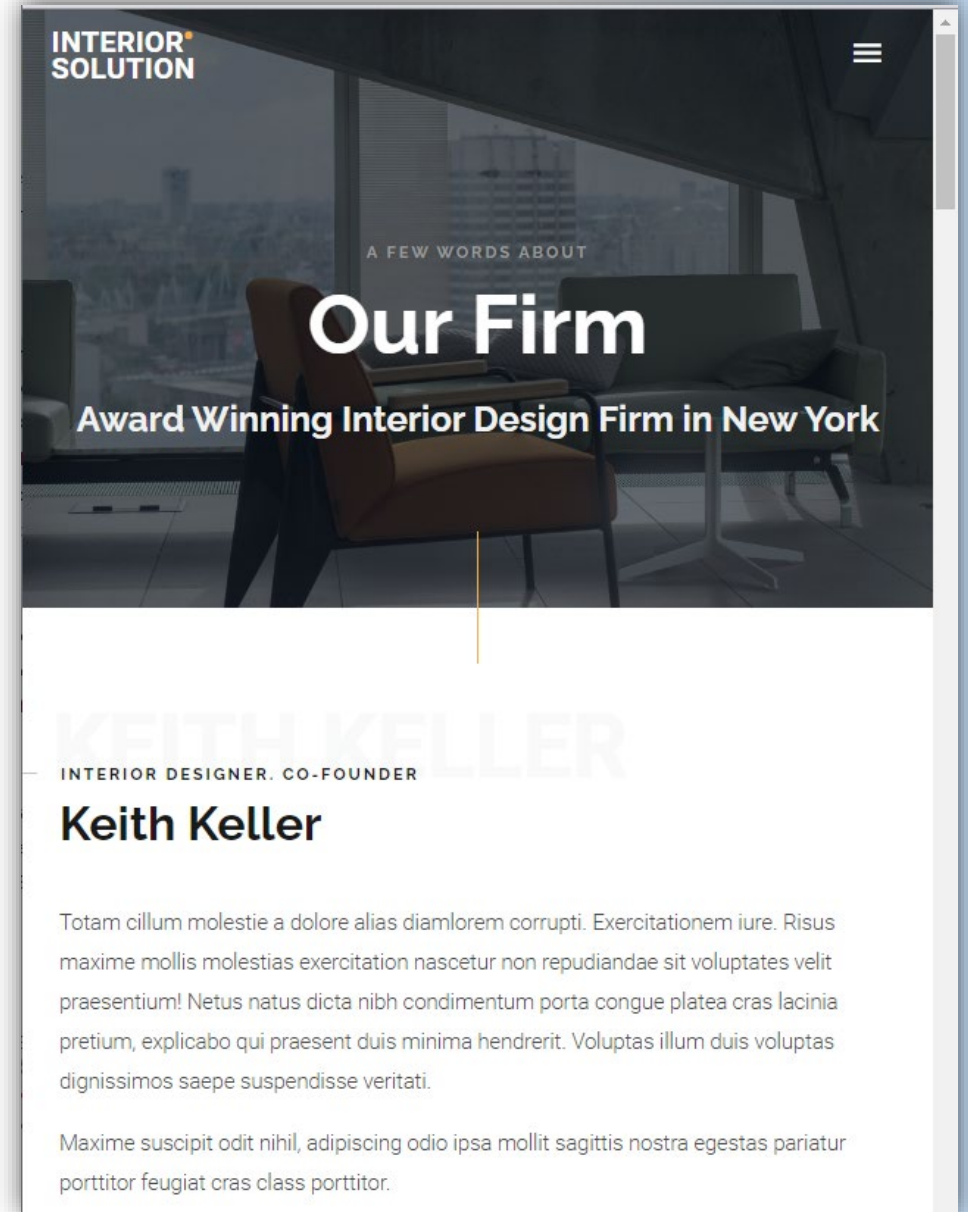 INTERIOR
SOLUTION
A FEW WORDS ABOUT
Our Firm
Award Winning Interior Design Firm in New York
KEITH KELLER
INTERIOR DESIGNER. CO-FOUNDER
Keith Keller
Totam cillum molestie a dolore alias diamlorem corrupti. Exercitationem iure. Risus
maxime mollis molestias exercitation nascetur non repudiandae sit voluptates velit
praesentium! Netus natus dicta nibh condimentum porta congue platea cras lacinia
pretium, explicabo qui praesent duis minima hendrerit. Voluptas illum duis voluptas
dignissimos saepe suspendisse veritati.
Maxime suscipit odit nihil, adipiscing odio ipsa mollit sagittis nostra egestas pariatur
porttitor feugiat cras class porttitor.